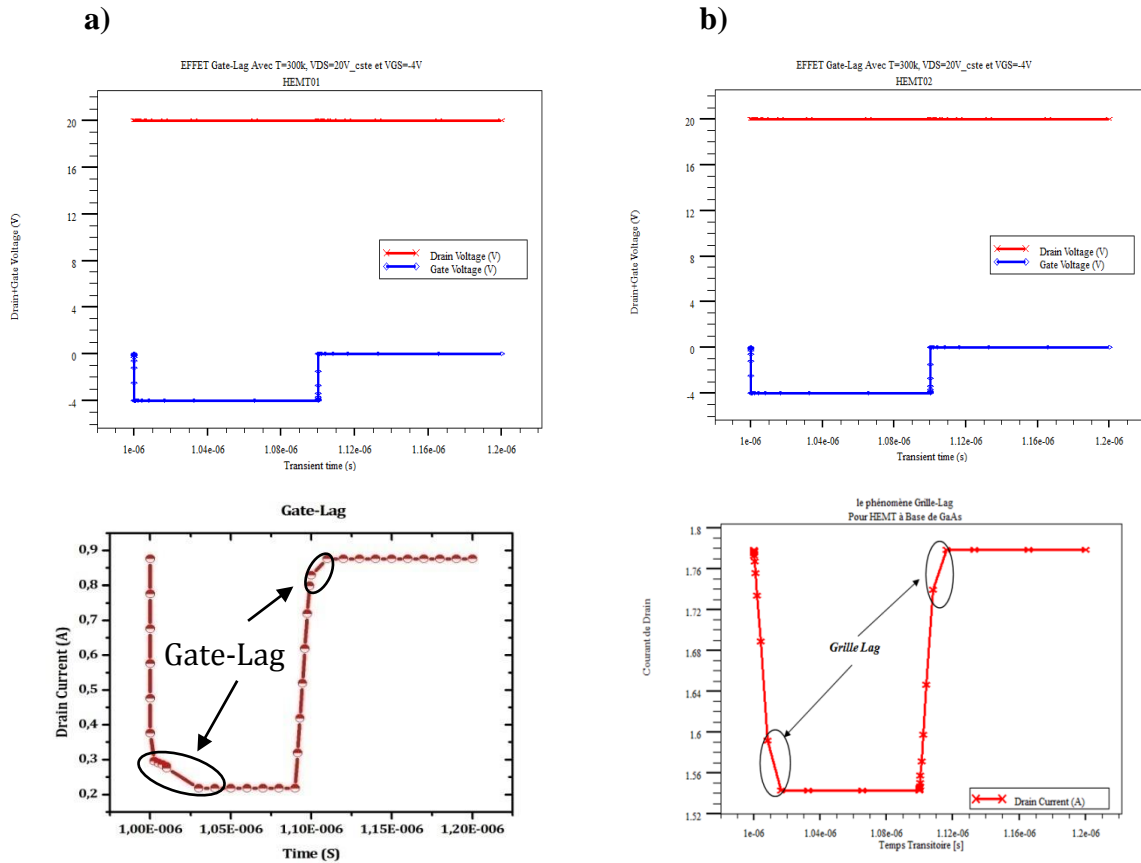 a)
EFFET Gate-Lag Avec T=300k, VDS=20V_cste et VGS=-4V
HEMT01
Drain+Gate Voltage (V)
20
16
12
8
4
0
-4
Drain Voltage (V)
Gate Voltage (V)
1e-06
1.04e-06
1.08e-06
1.12e-06
1.16e-06
1.2e-06
Transient time (s)
b)
EFFET Gate-Lag Avec T=300k, VDS=20V_cste et VGS=-4V
HEMT02
Drain+Gate Voltage (V)
20
16
12
8
4
0
-4
Drain Voltage (V)
Gate Voltage (V)
1e-06
1.04e-06
1.08e-06
1.12e-06
1.16e-06
1.2e-06
Transient time (s)
Gate-Lag
Drain Current (A)
0,9
0,8
0,7
0,6
0,5
0,4
0,3
0,2
Gate-Lag
1,00E-006
1,05E-006
1,10E-006
1,15E-006
1,20E-006
Time (S)
le phénomène Grille-Lag
Pour HEMT à Base de GaAs
Courant de Drain
1.8
1.76
1.72
1.68
1.64
1.6
1.56
1.52
Grille Lag
Drain Current (A)
1e-06
1.04e-06
1.08e-06
1.12e-06
1.16e-06
1.2e-06
Temps Transitoire [s]